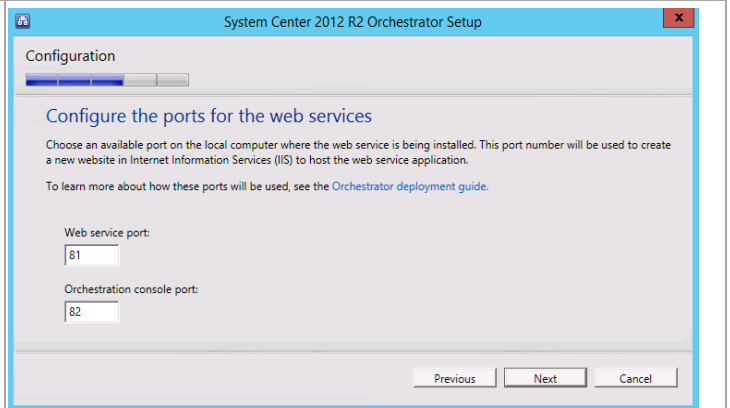 System Center 2012 R2 Orchestrator Setup
x
Configuration
Configure the ports for the web services
Choose an available port on the local computer where the web service is being installed. This port number will be used to create
a new website in Internet Information Services (IIS) to host the web service application.
To learn more about how these ports will be used, see the Orchestrator deployment guide.
Web service port:
81
Orchestration console port:
82
Previous Next Cancel